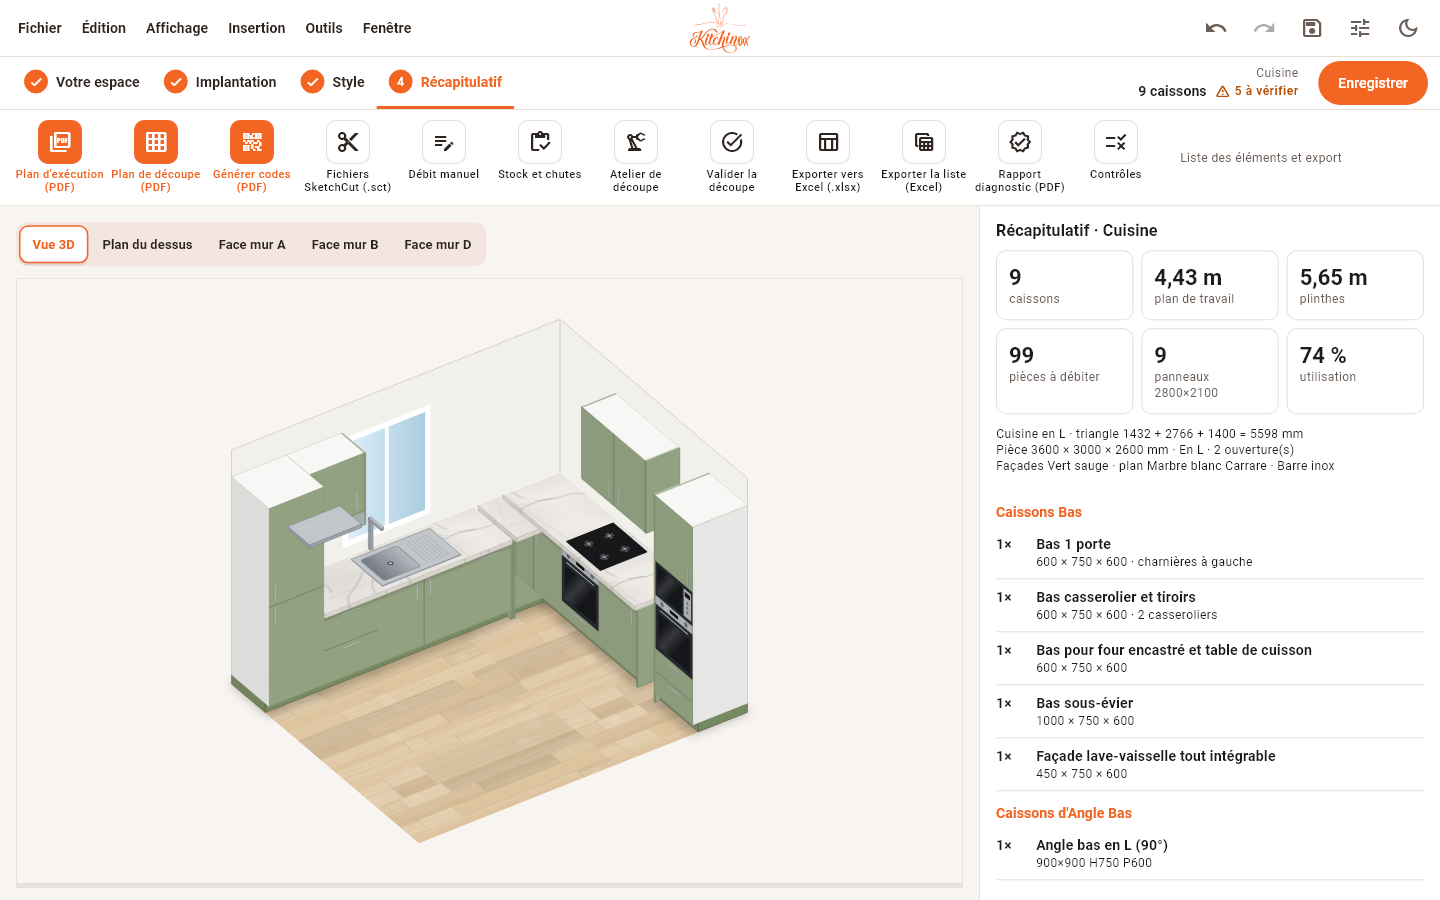 Fichier Édition Affichage Insertion Outils Fenêtre
Kitchinox
Votre espace Implantation Style 4 Récapitulatif
Cuisine
9 caissons 5 à vérifier
Enregistrer
Plan d'exécution (PDF)
Plan de découpe (PDF)
Générer codes (PDF)
Fichiers SketchCut (.sct)
Débit manuel
Stock et chutes
Atelier de découpe
Valider la découpe
Exporter vers Excel (.xlsx)
Exporter la liste (Excel)
Rapport diagnostic (PDF)
Contrôles
Liste des éléments et export
Vue 3D Plan du dessus Face mur A Face mur B Face mur D
Récapitulatif · Cuisine
9
caissons
4,43 m
plan de travail
5,65 m
plinthes
99
pièces à débiter
9
panneaux
2800×2100
74 %
utilisation
Cuisine en L · triangle 1432 + 2766 + 1400 = 5598 mm
Pièce 3600 × 3000 × 2600 mm · En L · 2 ouverture(s)
Façades Vert sauge · plan Marbre blanc Carrare · Barre inox
Caissons Bas
1× Bas 1 porte
600 × 750 × 600 · charnières à gauche
1× Bas casserolier et tiroirs
600 × 750 × 600 · 2 casseroliers
1× Bas pour four encastré et table de cuisson
600 × 750 × 600
1× Bas sous-évier
1000 × 750 × 600
1× Façade lave-vaisselle tout intégrable
450 × 750 × 600
Caissons d'Angle Bas
1× Angle bas en L (90°)
900×900 H750 P600